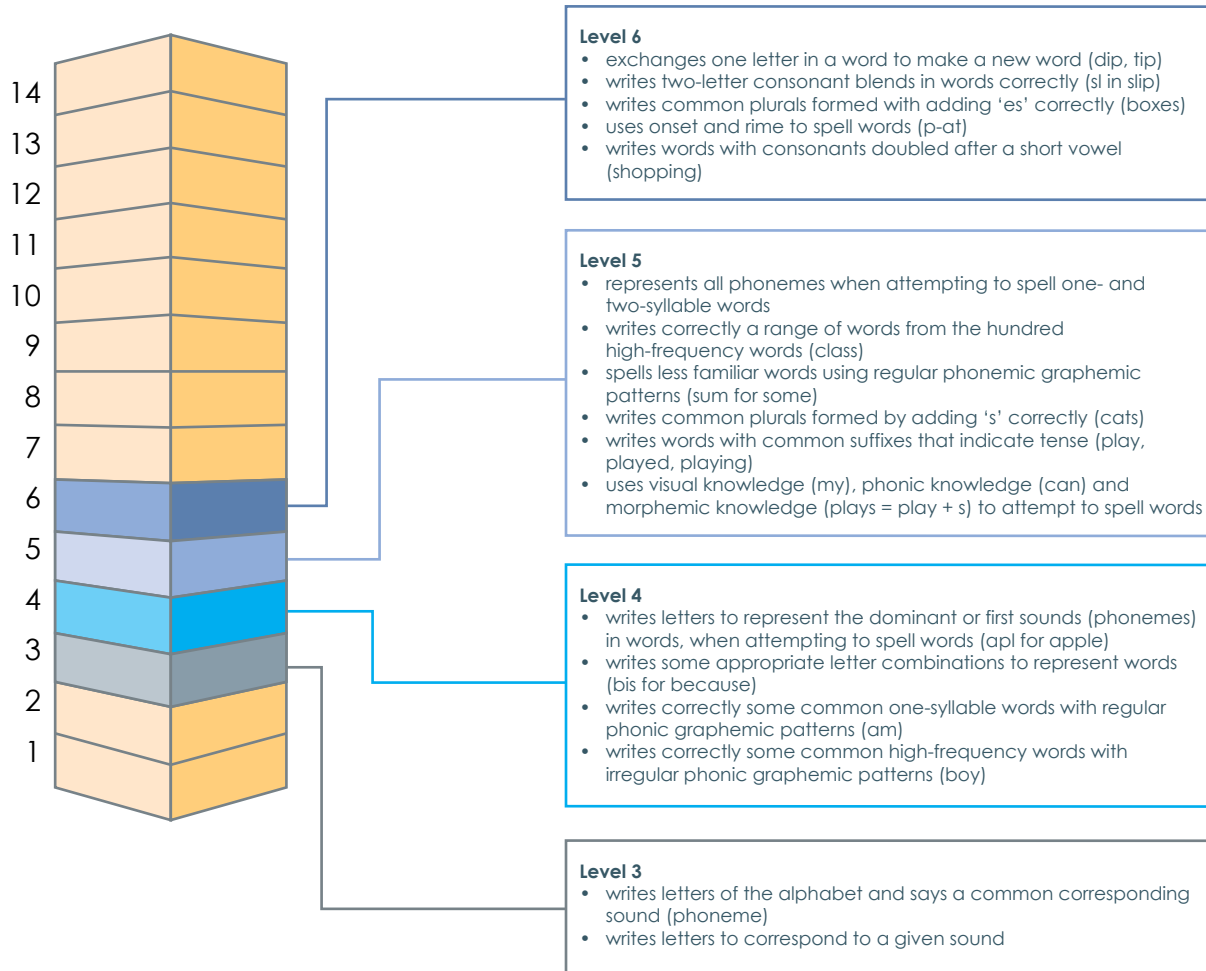 14
13
12
11
10
9
8
7
6
5
4
3
2
1
Level 6
• exchanges one letter in a word to make a new word (dip, tip)
• writes two-letter consonant blends in words correctly (sl in slip)
• writes common plurals formed with adding ‘es’ correctly (boxes)
• uses onset and rime to spell words (p-at)
• writes words with consonants doubled after a short vowel
(shopping)
Level 5
• represents all phonemes when attempting to spell one- and
two-syllable words
• writes correctly a range of words from the hundred
high-frequency words (class)
• spells less familiar words using regular phonemic graphemic
patterns (sum for some)
• writes common plurals formed by adding ‘s’ correctly (cats)
• writes words with common suffixes that indicate tense (play,
played, playing)
• uses visual knowledge (my), phonic knowledge (can) and
morphemic knowledge (plays = play + s) to attempt to spell words
Level 4
• writes letters to represent the dominant or first sounds (phonemes)
in words, when attempting to spell words (apl for apple)
• writes some appropriate letter combinations to represent words
(bis for because)
• writes correctly some common one-syllable words with regular
phonic graphemic patterns (am)
• writes correctly some common high-frequency words with
irregular phonic graphemic patterns (boy)
Level 3
• writes letters of the alphabet and says a common corresponding
sound (phoneme)
• writes letters to correspond to a given sound